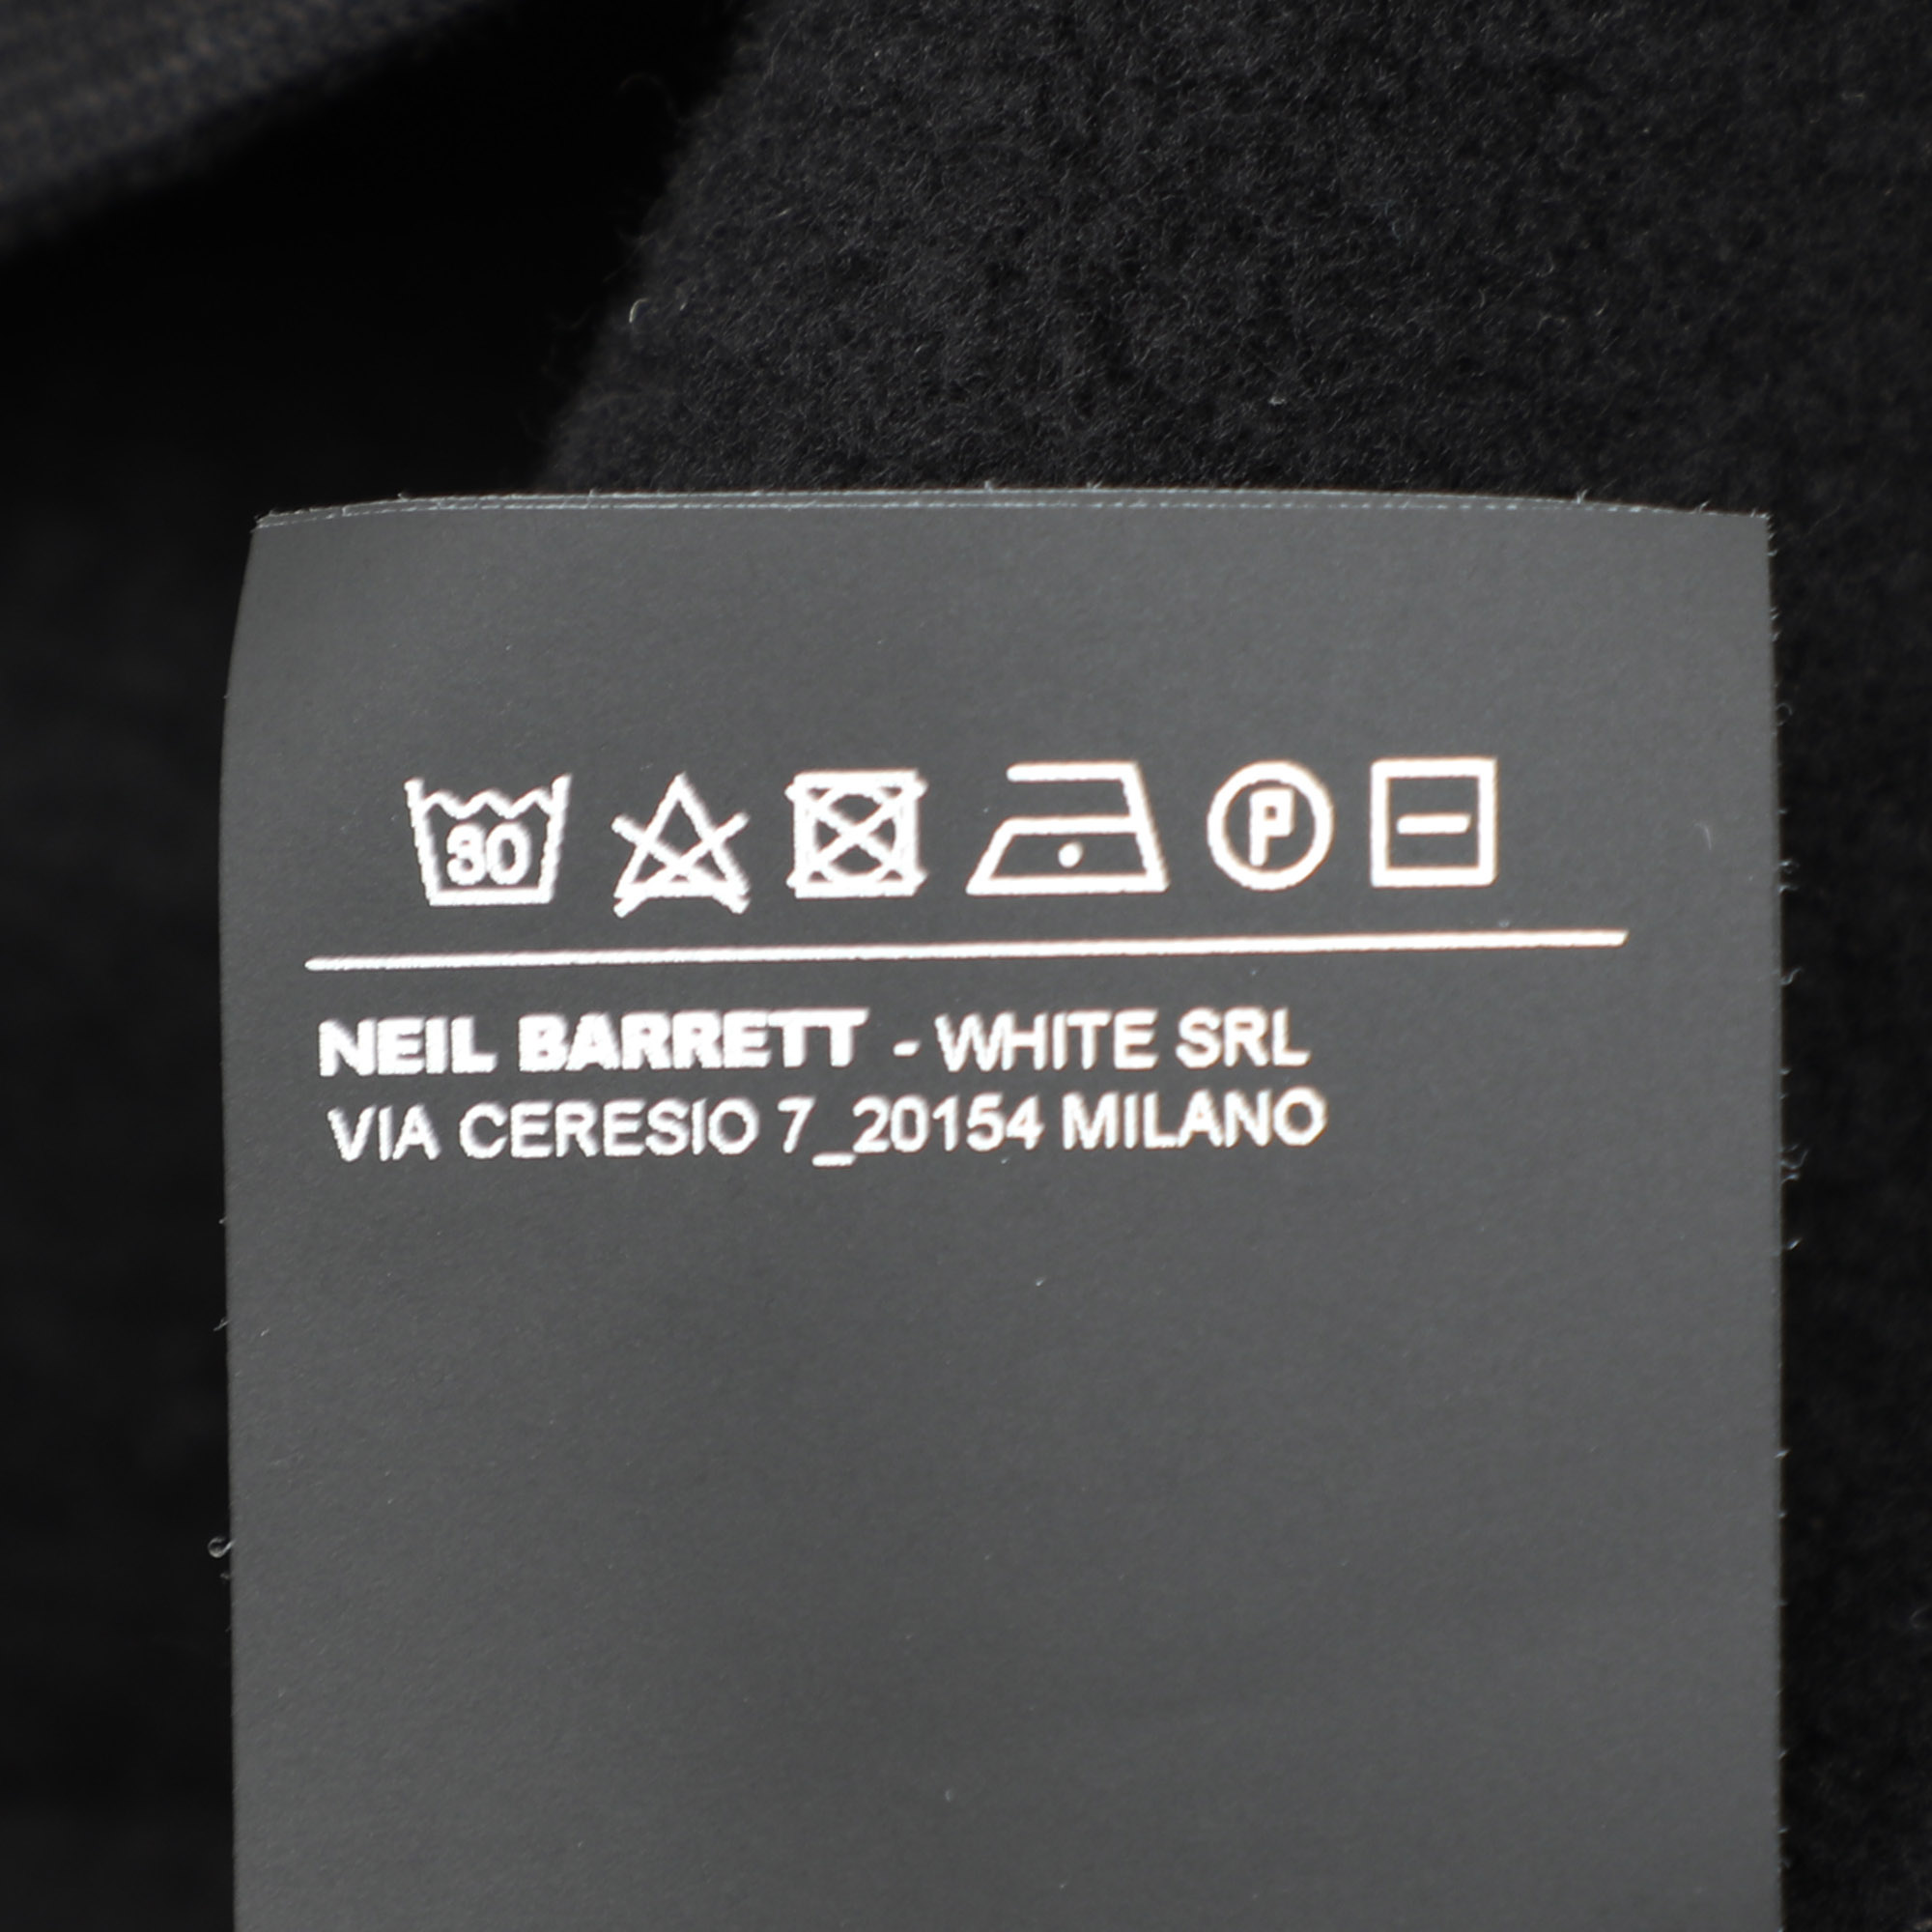 30
P
NEIL BARRETT - WHITE SRL
VIA CERESIO 7_20154 MILANO